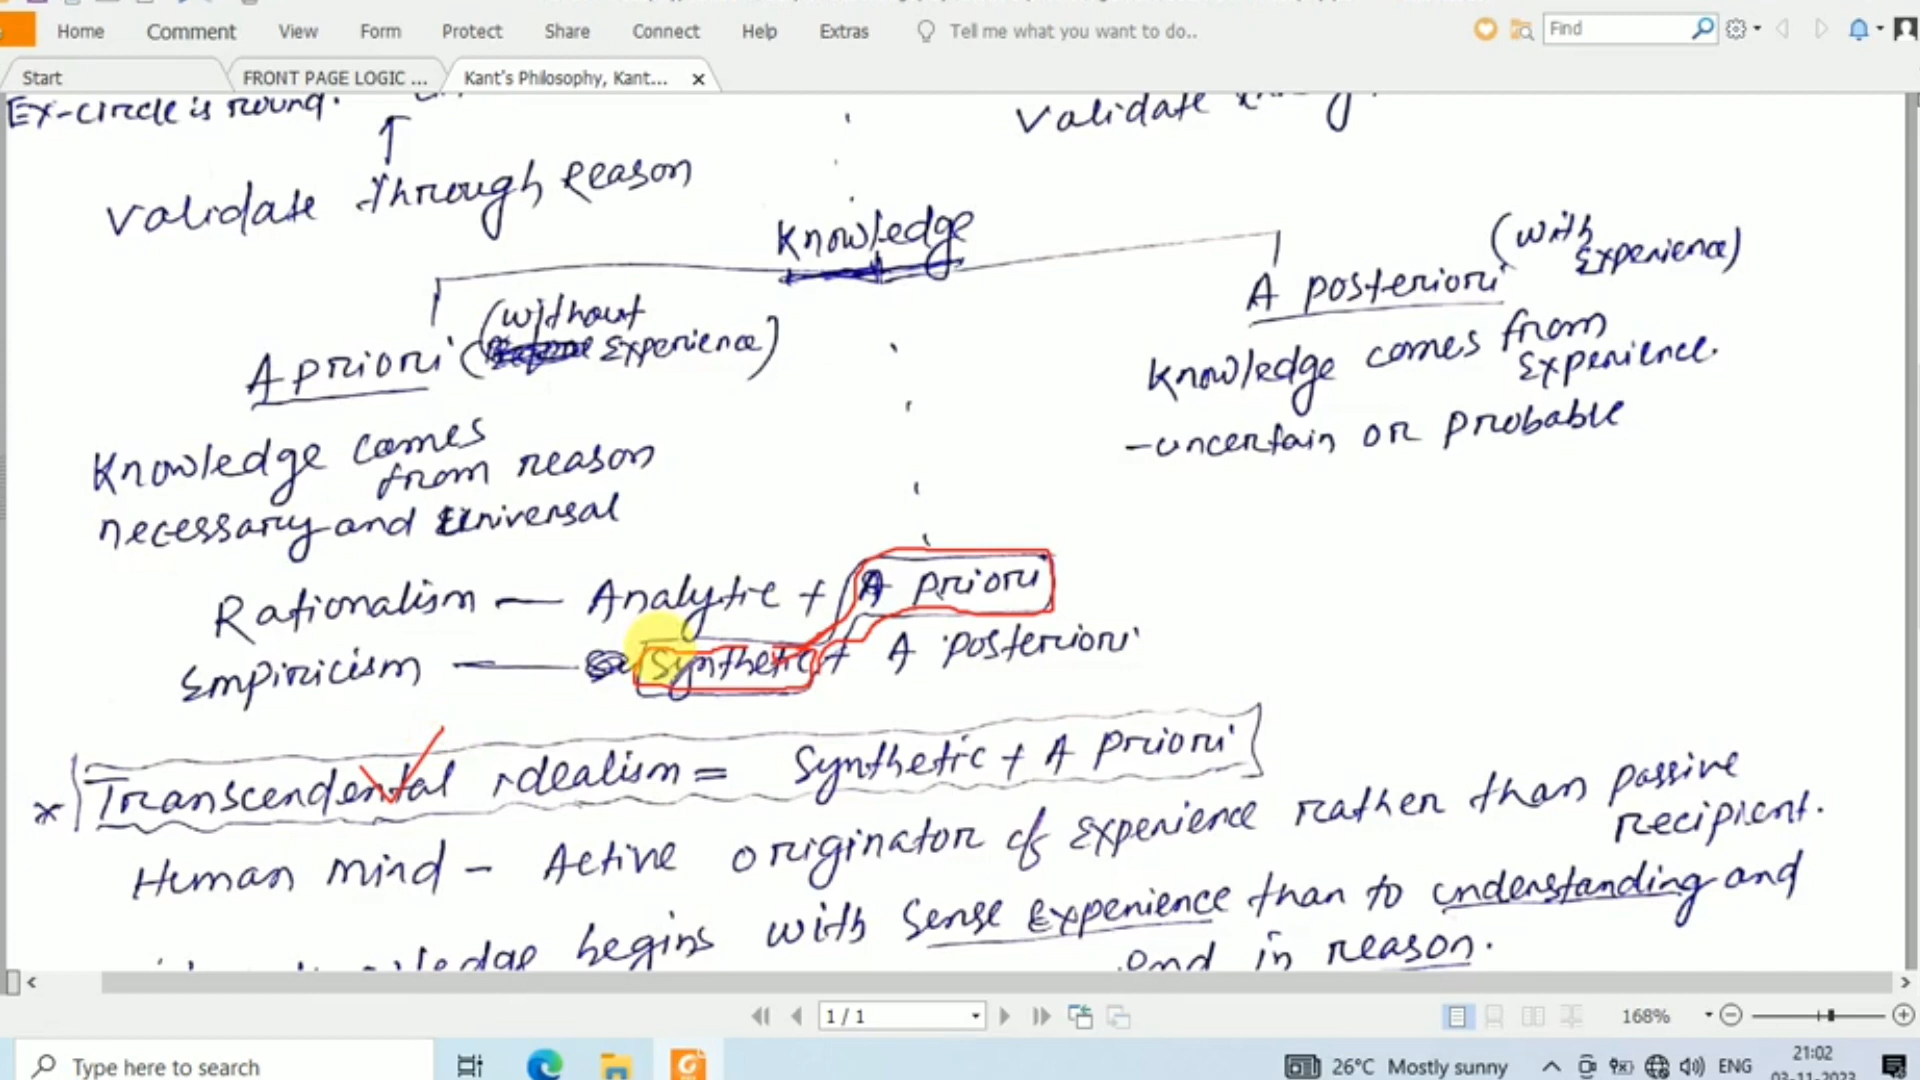 Home Comment View Form Protect Share Connect Help Extras Tell me what you want to do.. Find
Start FRONT PAGE LOGIC ... Kant's Philosophy, Kant... ×
Ex-circle is round.
Validate
Validate through Reason
Knowledge
(with
Experience)
A posteriori
(without
Experience)
A priori
Knowledge comes from
Experience.
-uncertain or probable
Knowledge comes
from reason
necessary and universal
Rationalism — Analytic + A priori
Empiricism — Synthetic + A posteriori
* Transcendental idealism = Synthetic + A priori
Human mind - Active originator of Experience rather than passive
recipient.
begins with sense experience than to understanding and
end in reason.
1 / 1
168%
Type here to search
26°C Mostly sunny
ENG
21:02
03-11-2023